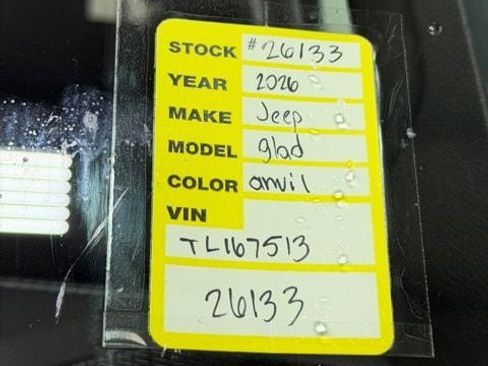 STOCK #26133
YEAR 2026
MAKE Jeep
MODEL glad
COLOR anvil
VIN
TL167513
26133